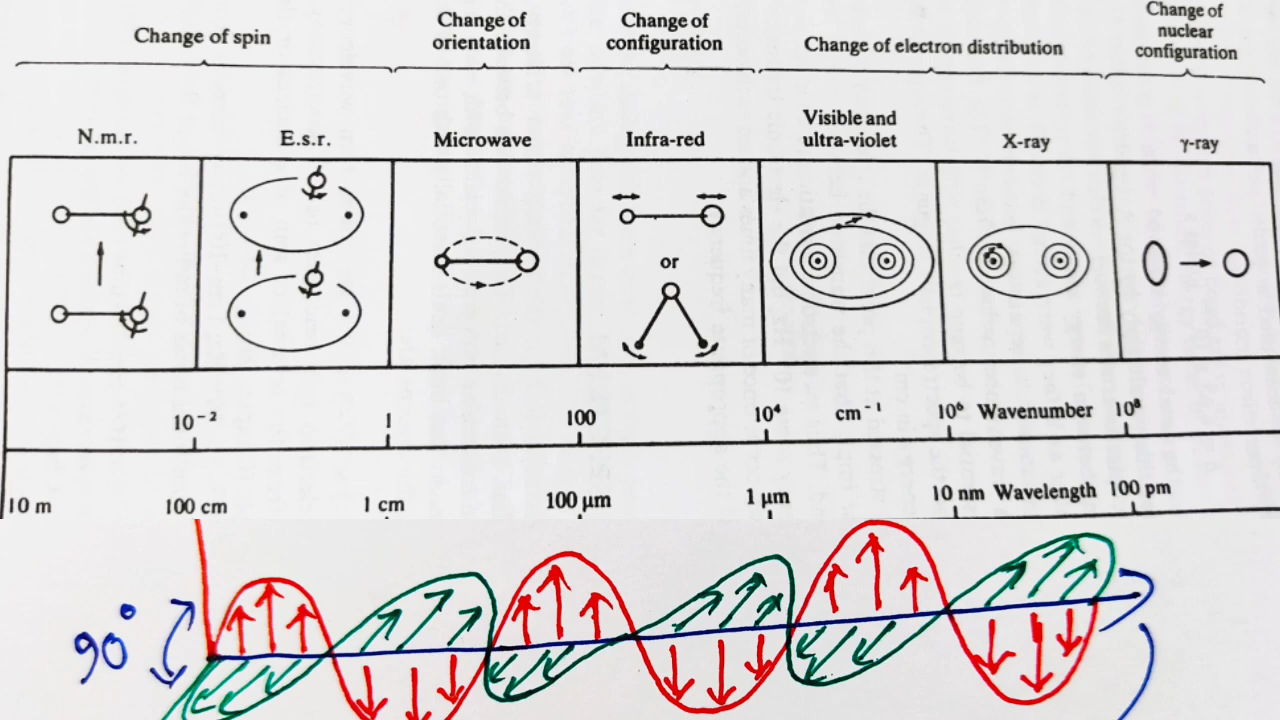 Change of spin
Change of
orientation
Change of
configuration
Change of electron distribution
Change of
nuclear
configuration
N.m.r.
E.s.r.
Microwave
Infra-red
Visible and
ultra-violet
X-ray
γ-ray
or
10⁻²
1
100
10⁴
cm⁻¹
10⁶
Wavenumber
10⁸
10 m
100 cm
1 cm
100 μm
1 μm
10 nm
Wavelength
100 pm
90°